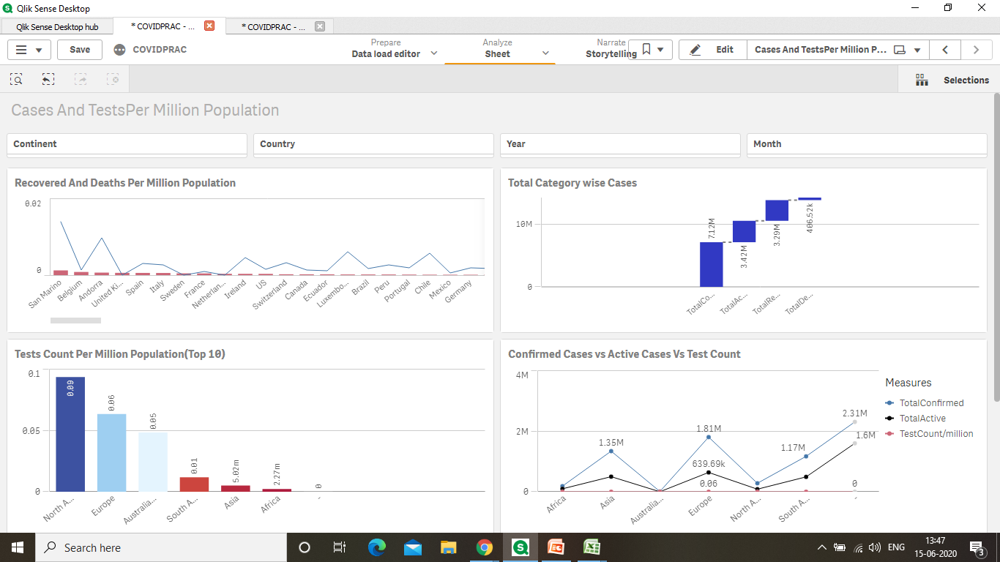 Qlik Sense Desktop
Qlik Sense Desktop hub
* COVIDPRAC - ...
* COVIDPRAC - ...
Save
COVIDPRAC
Prepare
Data load editor
Analyze
Sheet
Narrate
Storytelling
Edit
Cases And TestsPer Million P...
Selections
Cases And TestsPer Million Population
Continent
Country
Year
Month
Recovered And Deaths Per Million Population
0.02
0
San Marino
Belgium
Andorra
United Ki...
Spain
Italy
Sweden
France
Netherlan...
Ireland
US
Switzerland
Canada
Ecuador
Luxembo...
Brazil
Peru
Portugal
Chile
Mexico
Germany
Total Category wise Cases
10M
0
7.12M
3.42M
3.29M
406.52k
TotalCo...
TotalAc...
TotalRe...
TotalDe...
Tests Count Per Million Population(Top 10)
0.1
0.05
0
0.09
0.06
0.05
0.01
5.02m
2.27m
0
North A...
Europe
Australia...
South A...
Asia
Africa
-
Confirmed Cases vs Active Cases Vs Test Count
4M
2M
0
1.35M
1.81M
639.69k
0.06
1.17M
2.31M
1.6M
0
Africa
Asia
Australia...
Europe
North A...
South A...
-
Measures
TotalConfirmed
TotalActive
TestCount/million
Search here
ENG
13:47
15-06-2020
3